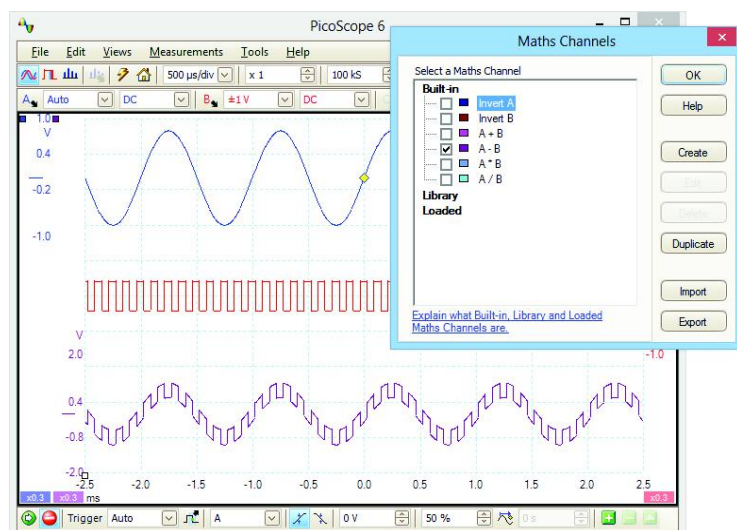 PicoScope 6
File Edit Views Measurements Tools Help
500 µs/div x 1 100 kS
A Auto DC B ±1 V DC
1.0
V
0.4
-0.2
-1.0
V
2.0
0.4
-0.8
-2.0
-1.0
-2.5 -2.0 -1.5 -1.0 -0.5 0.0 0.5 1.0 1.5 2.0 2.5
x0.3 x0.3 ms x0.3
Trigger Auto A 0 V 50 % 0 s
Maths Channels
Select a Maths Channel
Built-in
Invert A
Invert B
A + B
A - B
A * B
A / B
Library
Loaded
Explain what Built-in, Library and Loaded
Maths Channels are.
OK
Help
Create
Edit
Delete
Duplicate
Import
Export